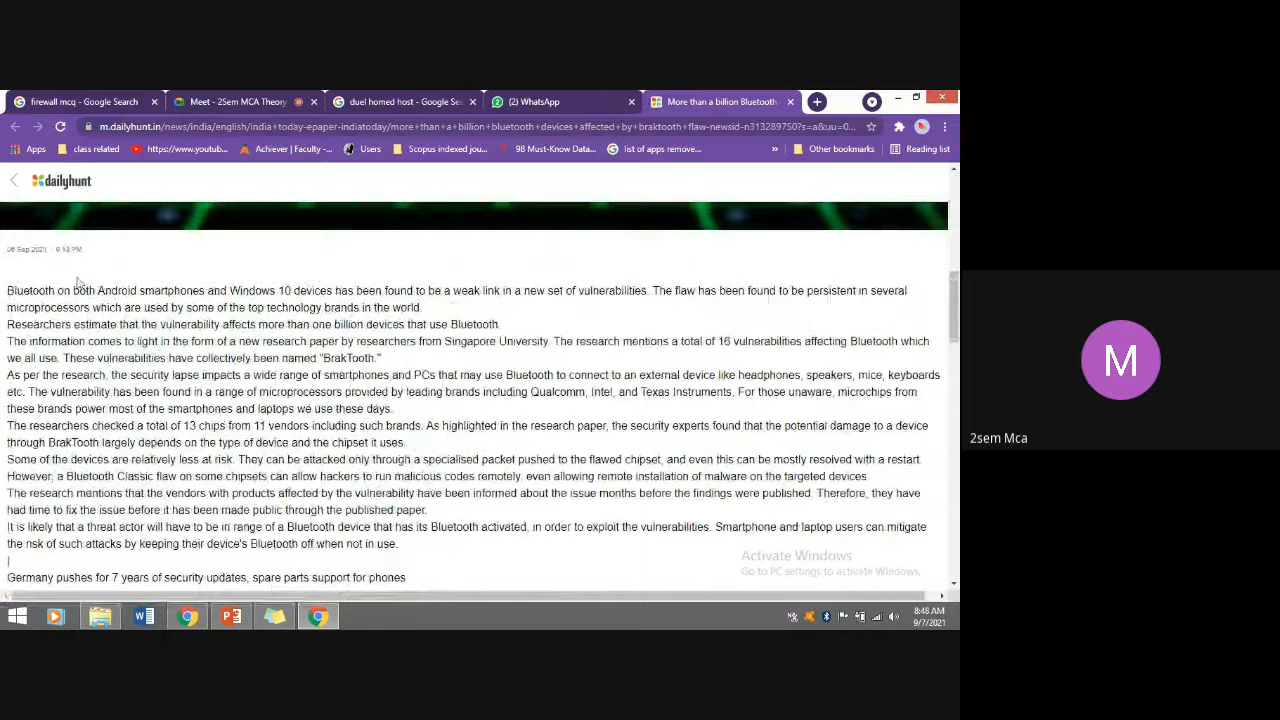 firewall mcq - Google Search
Meet - 2Sem MCA Theory
duel homed host - Google Se
(2) WhatsApp
More than a billion Bluetooth
m.dailyhunt.in/news/india/english/india+today-epaper-indiatoday/more+than+a+billion+bluetooth+devices+affected+by+braktooth+flaw-newsid-n313289750?s=a&uu=0...
Apps
class related
https://www.youtub...
Achiever | Faculty -...
Users
Scopus indexed jou...
98 Must-Know Data...
list of apps remove...
»
Other bookmarks
Reading list
dailyhunt
06 Sep 2021 9:13 PM
Bluetooth on both Android smartphones and Windows 10 devices has been found to be a weak link in a new set of vulnerabilities. The flaw has been found to be persistent in several
microprocessors which are used by some of the top technology brands in the world.
Researchers estimate that the vulnerability affects more than one billion devices that use Bluetooth.
The information comes to light in the form of a new research paper by researchers from Singapore University. The research mentions a total of 16 vulnerabilities affecting Bluetooth which
we all use. These vulnerabilities have collectively been named "BrakTooth."
As per the research, the security lapse impacts a wide range of smartphones and PCs that may use Bluetooth to connect to an external device like headphones, speakers, mice, keyboards
etc. The vulnerability has been found in a range of microprocessors provided by leading brands including Qualcomm, Intel, and Texas Instruments. For those unaware, microchips from
these brands power most of the smartphones and laptops we use these days.
The researchers checked a total of 13 chips from 11 vendors including such brands. As highlighted in the research paper, the security experts found that the potential damage to a device
through BrakTooth largely depends on the type of device and the chipset it uses.
Some of the devices are relatively less at risk. They can be attacked only through a specialised packet pushed to the flawed chipset, and even this can be mostly resolved with a restart.
However, a Bluetooth Classic flaw on some chipsets can allow hackers to run malicious codes remotely, even allowing remote installation of malware on the targeted devices.
The research mentions that the vendors with products affected by the vulnerability have been informed about the issue months before the findings were published. Therefore, they have
had time to fix the issue before it has been made public through the published paper.
It is likely that a threat actor will have to be in range of a Bluetooth device that has its Bluetooth activated, in order to exploit the vulnerabilities. Smartphone and laptop users can mitigate
the risk of such attacks by keeping their device's Bluetooth off when not in use.
Germany pushes for 7 years of security updates, spare parts support for phones
Activate Windows
Go to PC settings to activate Windows.
8:48 AM
9/7/2021
M
2sem Mca